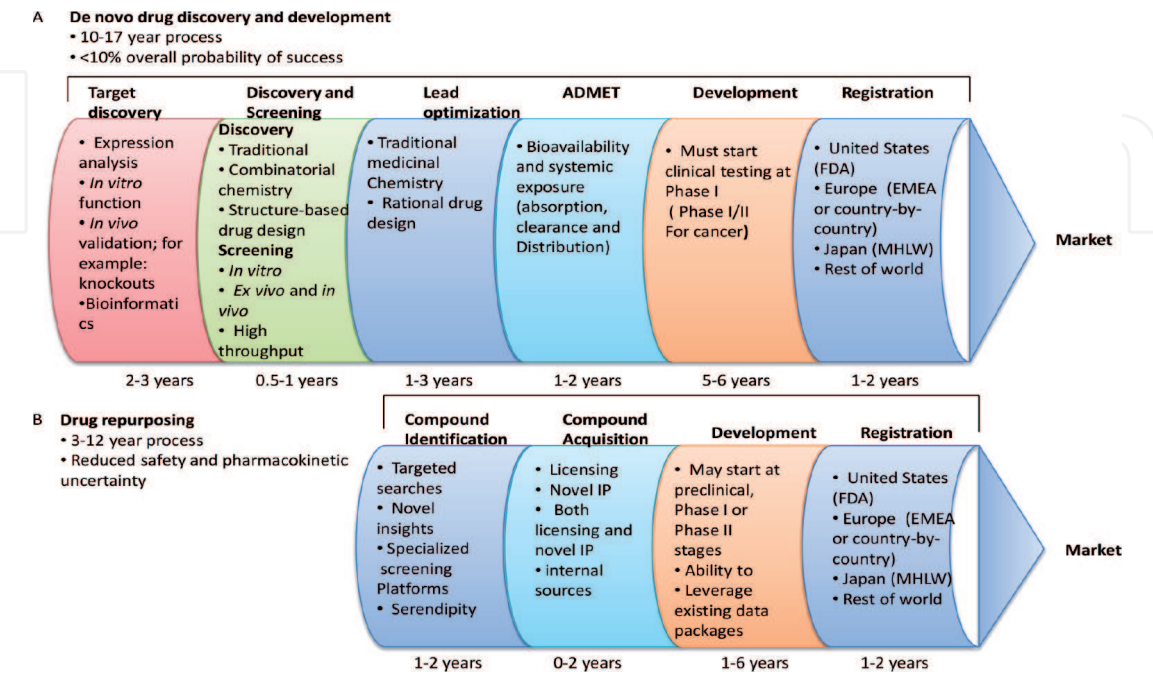 A De novo drug discovery and development
• 10-17 year process
• <10% overall probability of success
Target
discovery
Discovery and
Screening
Lead
optimization
ADMET
Development
Registration
• Expression
analysis
• In vitro
function
• In vivo
validation; for
example:
knockouts
•Bioinformati
cs
Discovery
• Traditional
• Combinatorial
chemistry
• Structure-based
drug design
Screening
• In vitro
• Ex vivo and in
vivo
• High
throughput
• Traditional
medicinal
Chemistry
• Rational drug
design
• Bioavailability
and systemic
exposure
(absorption,
clearance and
Distribution)
• Must start
clinical testing at
Phase I
( Phase I/II
For cancer)
• United States
(FDA)
• Europe (EMEA
or country-by-
country)
• Japan (MHLW)
• Rest of world
Market
2-3 years
0.5-1 years
1-3 years
1-2 years
5-6 years
1-2 years
B Drug repurposing
• 3-12 year process
• Reduced safety and pharmacokinetic
uncertainty
Compound
Identification
Compound
Acquisition
Development
Registration
• Targeted
searches
• Novel
insights
• Specialized
screening
Platforms
• Serendipity
• Licensing
• Novel IP
• Both
licensing and
novel IP
• internal
sources
• May start at
preclinical,
Phase I or
Phase II
stages
• Ability to
• Leverage
existing data
packages
• United States
(FDA)
• Europe (EMEA
or country-by-
country)
• Japan (MHLW)
• Rest of world
Market
1-2 years
0-2 years
1-6 years
1-2 years